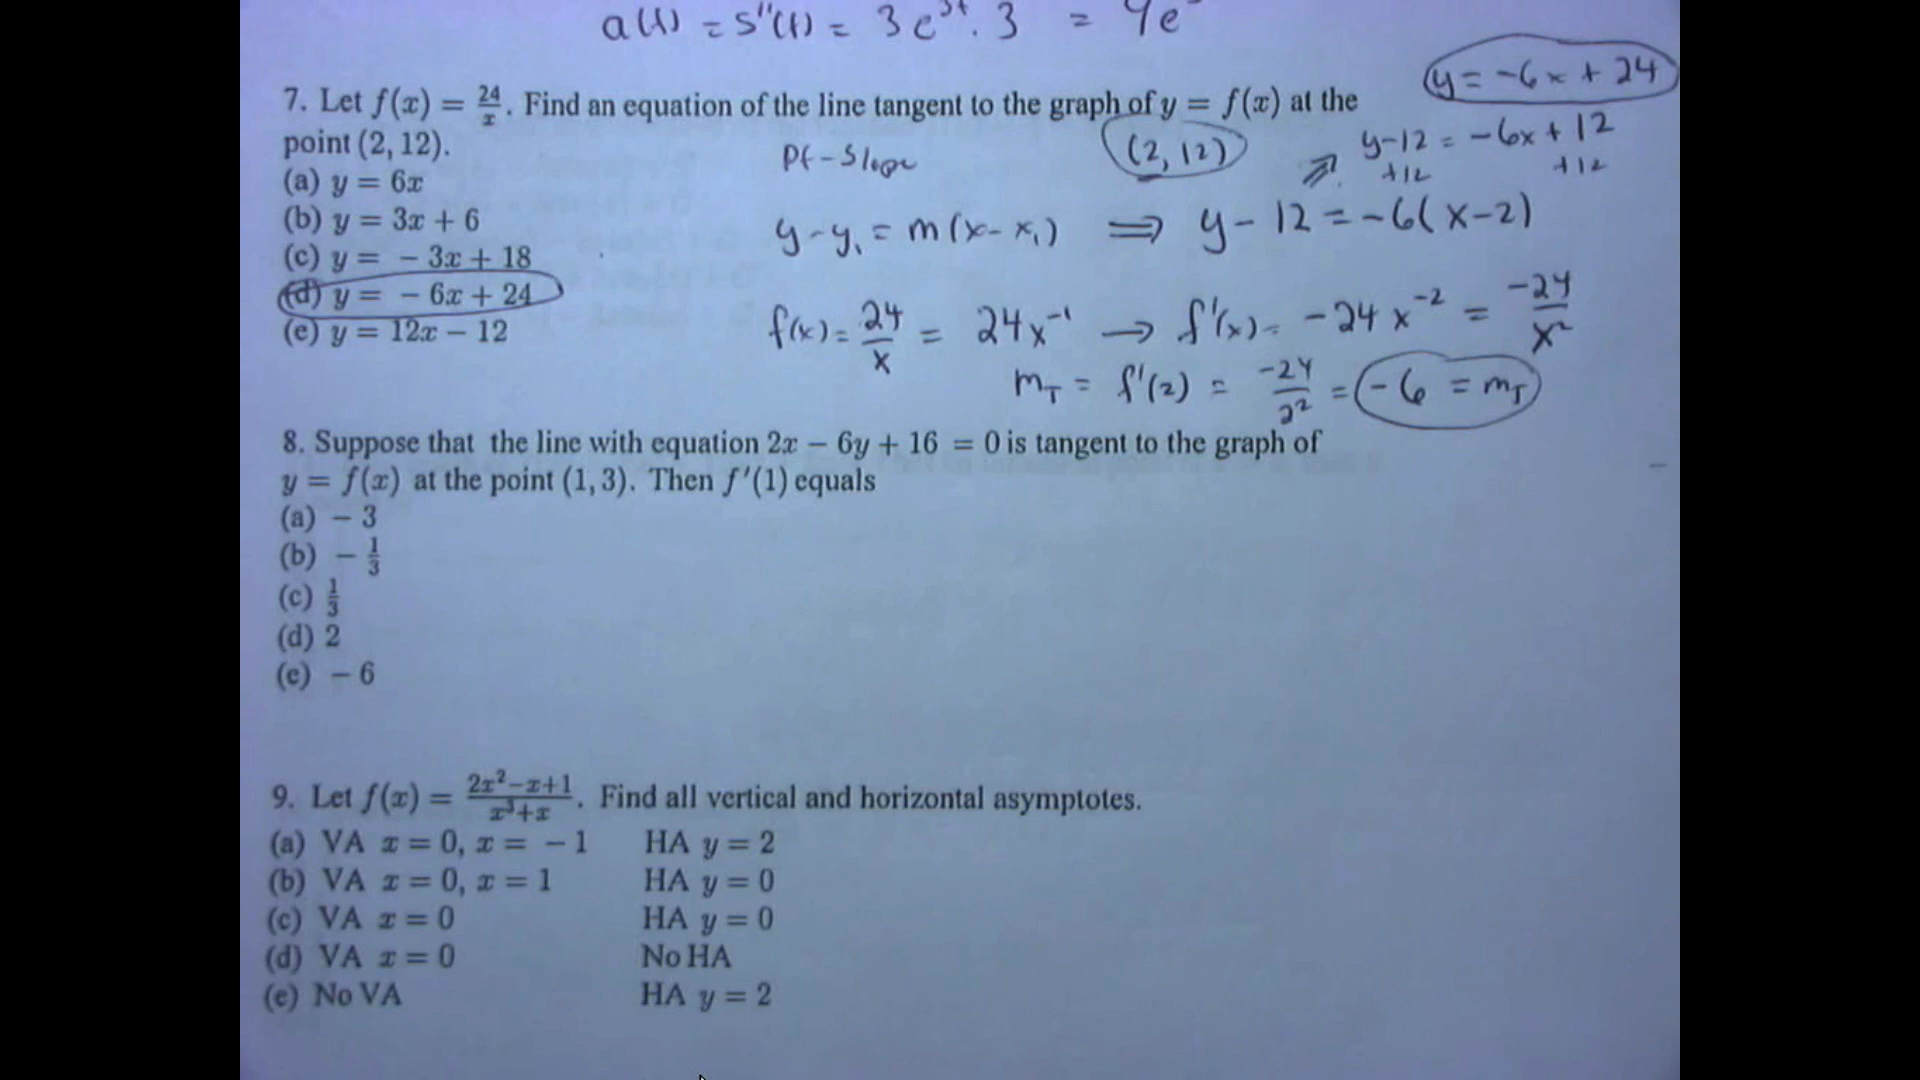 a(t) = s''(t) = 3e³ᵗ · 3 = 9e
7. Let f(x) = 24/x. Find an equation of the line tangent to the graph of y = f(x) at the
point (2, 12).
(a) y = 6x
(b) y = 3x + 6
(c) y = − 3x + 18
(d) y = − 6x + 24
(e) y = 12x − 12
y = -6x + 24
y-12 = -6x + 12
+12 +12
(2, 12)
Pt-Slope
y - y₁ = m(x - x₁) ⟹ y - 12 = -6(x-2)
f(x) = 24/x = 24x⁻¹ → f'(x) = -24x⁻² = -24/x²
m_T = f'(2) = -24/2² = -6 = m_T
8. Suppose that the line with equation 2x − 6y + 16 = 0 is tangent to the graph of
y = f(x) at the point (1, 3). Then f'(1) equals
(a) − 3
(b) − 1/3
(c) 1/3
(d) 2
(e) − 6
9. Let f(x) = (2x²−x+1)/(x³+x). Find all vertical and horizontal asymptotes.
(a) VA x = 0, x = − 1 HA y = 2
(b) VA x = 0, x = 1 HA y = 0
(c) VA x = 0 HA y = 0
(d) VA x = 0 No HA
(e) No VA HA y = 2